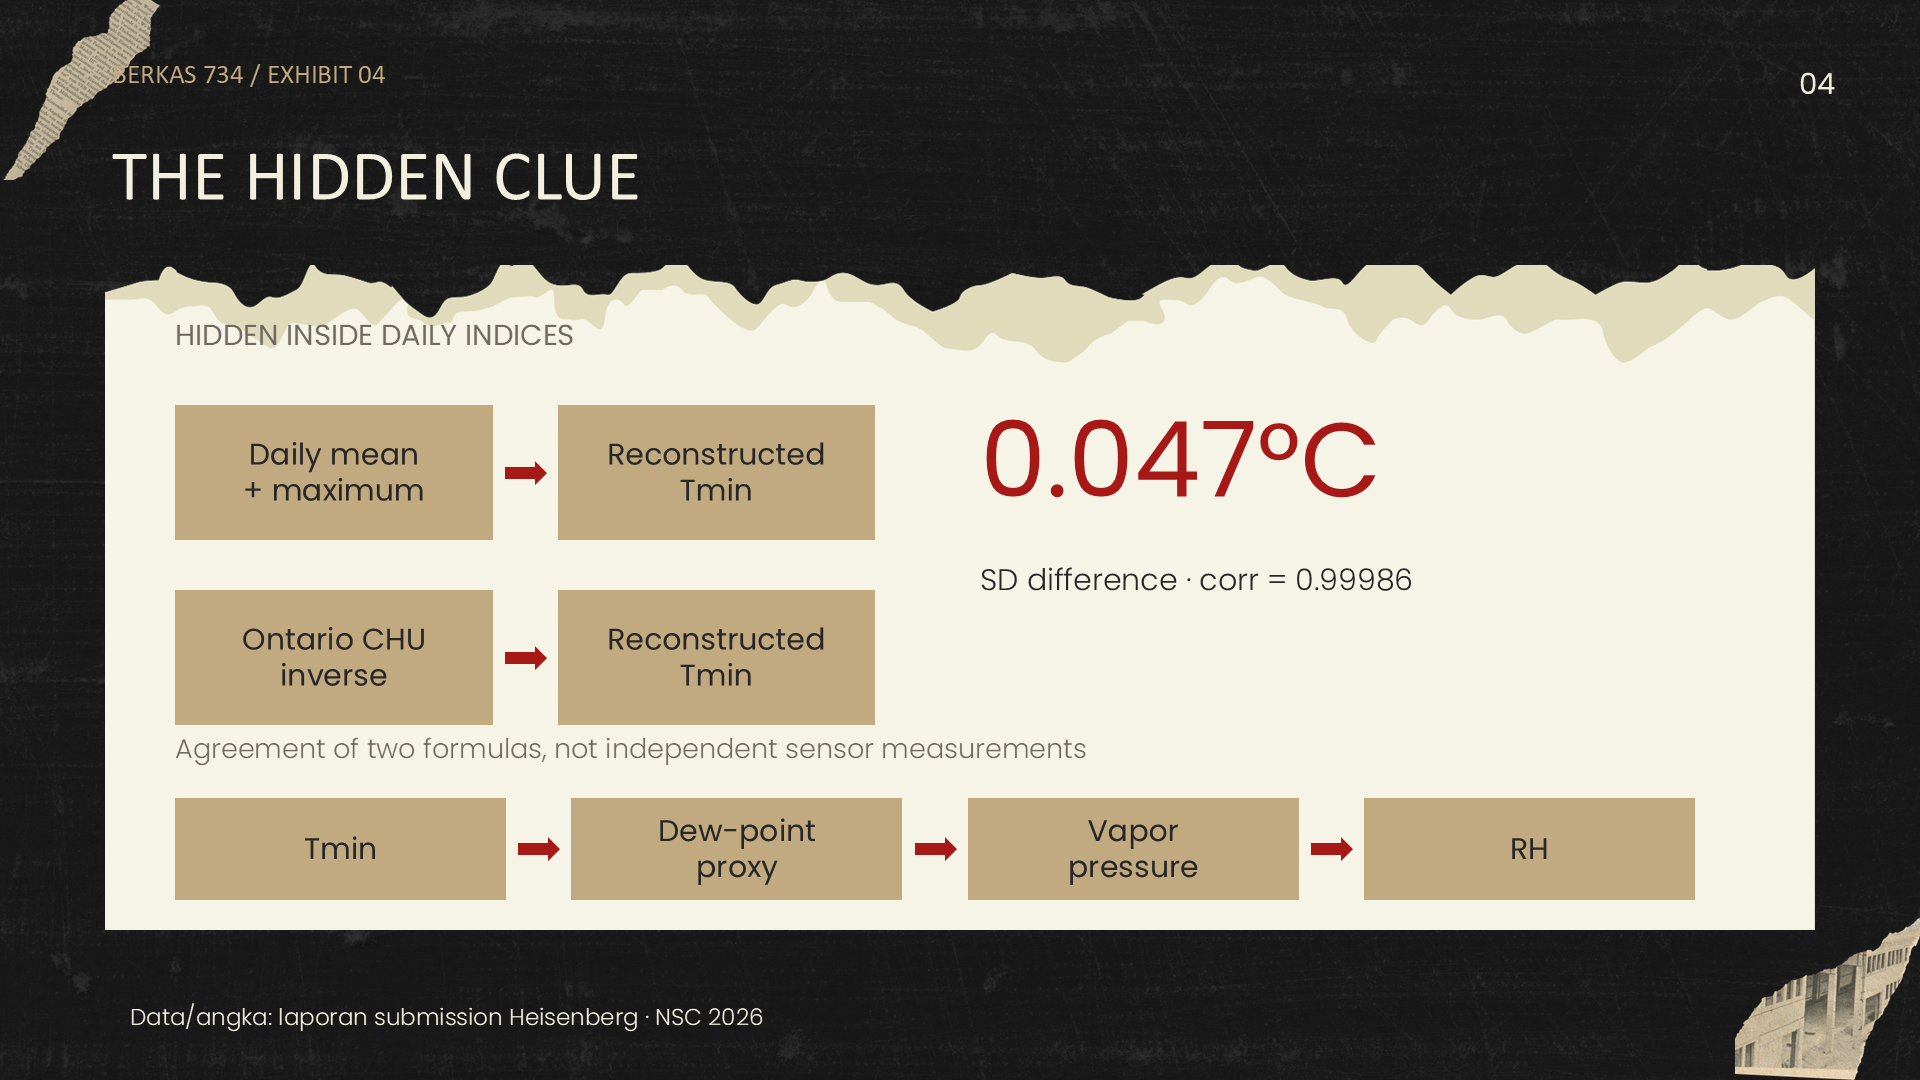 BERKAS 734 / EXHIBIT 04
04
THE HIDDEN CLUE
HIDDEN INSIDE DAILY INDICES
Daily mean
+ maximum
Reconstructed
Tmin
0.047°C
SD difference · corr = 0.99986
Ontario CHU
inverse
Reconstructed
Tmin
Agreement of two formulas, not independent sensor measurements
Tmin
Dew-point
proxy
Vapor
pressure
RH
Data/angka: laporan submission Heisenberg · NSC 2026